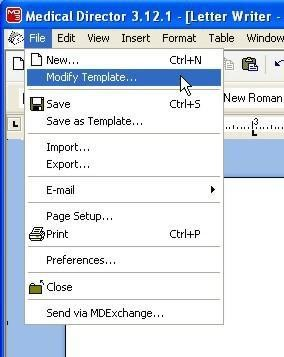 Medical Director 3.12.1 - [Letter Writer -
File Edit View Insert Format Table Window
New... Ctrl+N
Modify Template...
New Roman
Save Ctrl+S
L
3
Save as Template...
Import...
Export...
E-mail
Page Setup...
Print Ctrl+P
Preferences...
Close
Send via MDExchange...